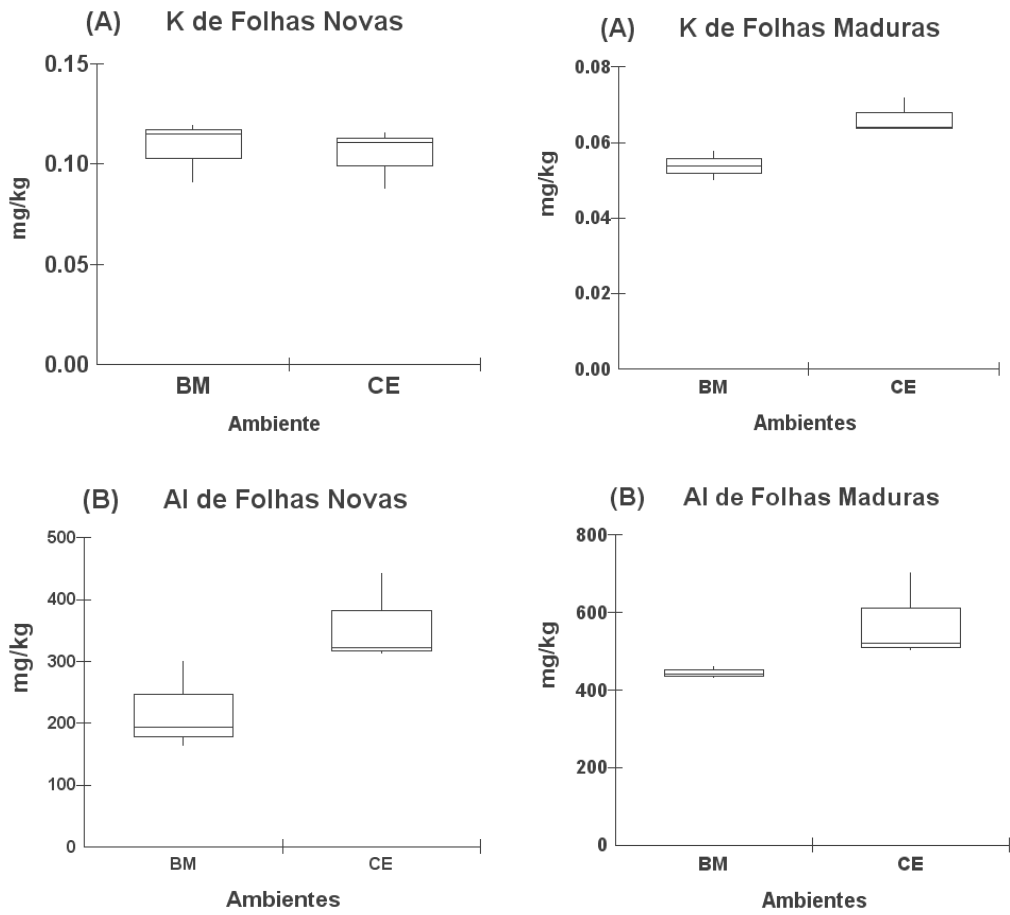 (A) K de Folhas Novas
0.15
0.10
0.05
0.00
mg/kg
BM CE
Ambiente
(A) K de Folhas Maduras
0.08
0.06
0.04
0.02
0.00
mg/kg
BM CE
Ambientes
(B) Al de Folhas Novas
500
400
300
200
100
0
mg/kg
BM CE
Ambientes
(B) Al de Folhas Maduras
800
600
400
200
0
mg/kg
BM CE
Ambientes